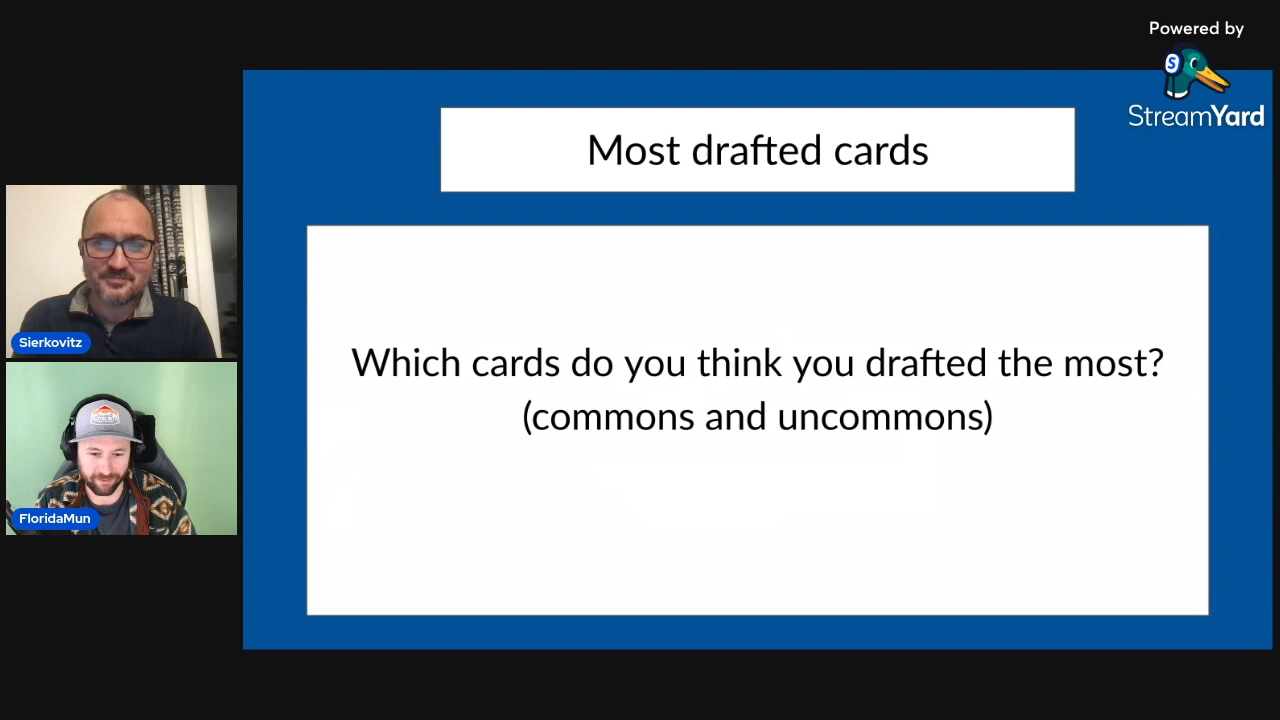 Powered by
StreamYard
Most drafted cards
Which cards do you think you drafted the most?
(commons and uncommons)
Sierkovitz
FloridaMun